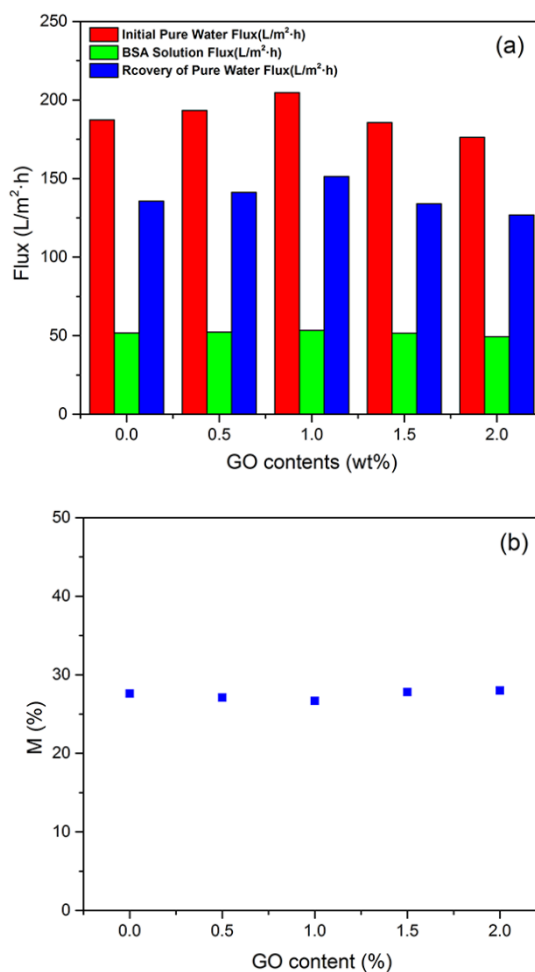 (a)
Initial Pure Water Flux(L/m²·h)
BSA Solution Flux(L/m²·h)
Rcovery of Pure Water Flux(L/m²·h)
250
200
150
100
50
0
Flux (L/m²·h)
0.0 0.5 1.0 1.5 2.0
GO contents (wt%)
(b)
50
40
30
20
10
0
M (%)
0.0 0.5 1.0 1.5 2.0
GO content (%)